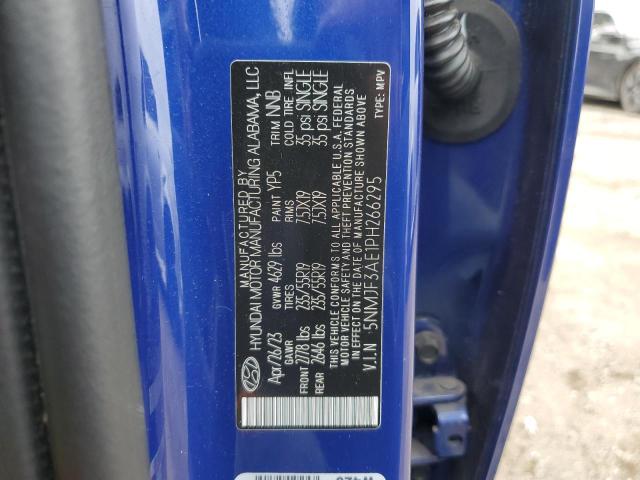 MANUFACTURED BY
HYUNDAI MOTOR MANUFACTURING ALABAMA, LLC
Apr/26/23 GVWR 4629 lbs PAINT YP5 TRIM NNB
GAWR TIRES RIMS COLD TIRE INFL
FRONT 2778 lbs 235/55R19 7.5JX19 35 psi SINGLE
REAR 2646 lbs 235/55R19 7.5JX19 35 psi SINGLE
THIS VEHICLE CONFORMS TO ALL APPLICABLE U.S.A. FEDERAL
MOTOR VEHICLE SAFETY AND THEFT PREVENTION STANDARDS
IN EFFECT ON THE DATE OF MANUFACTURE SHOWN ABOVE
V.I.N 5NMJF3AE1PH266295 TYPE: MPV